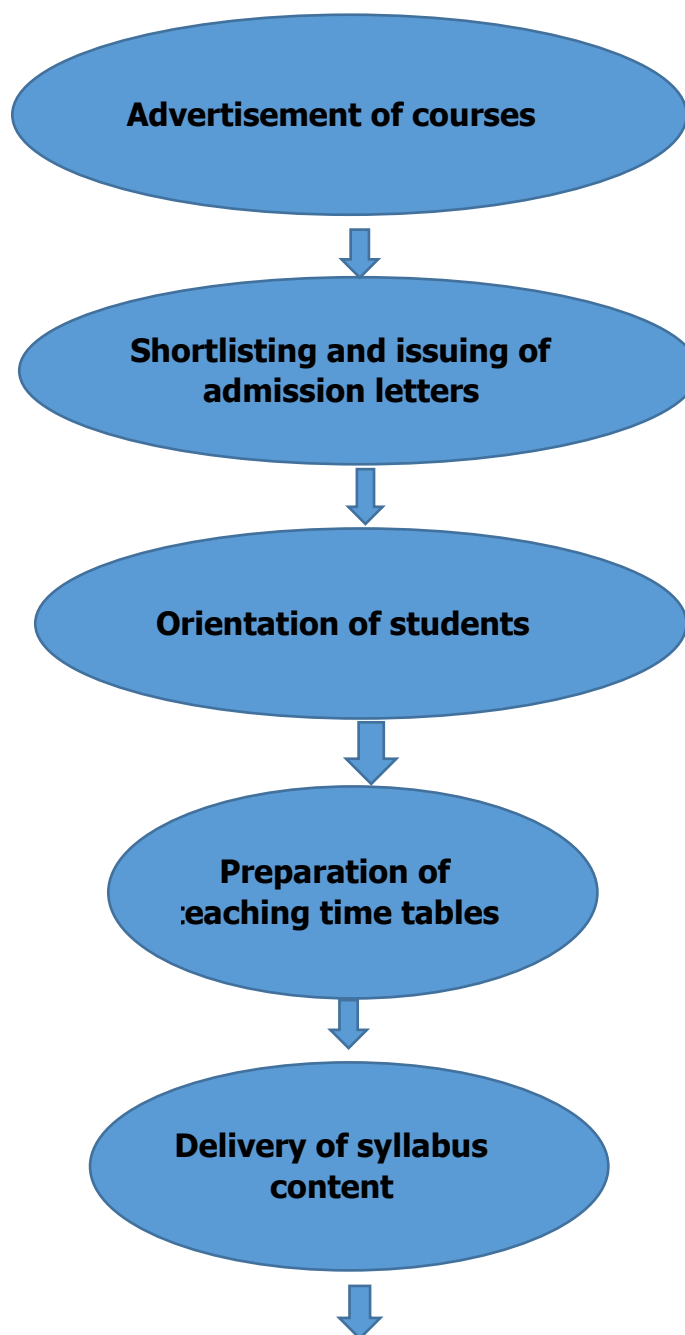 Advertisement of courses
Shortlisting and issuing of
admission letters
Orientation of students
Preparation of
teaching time tables
Delivery of syllabus
content